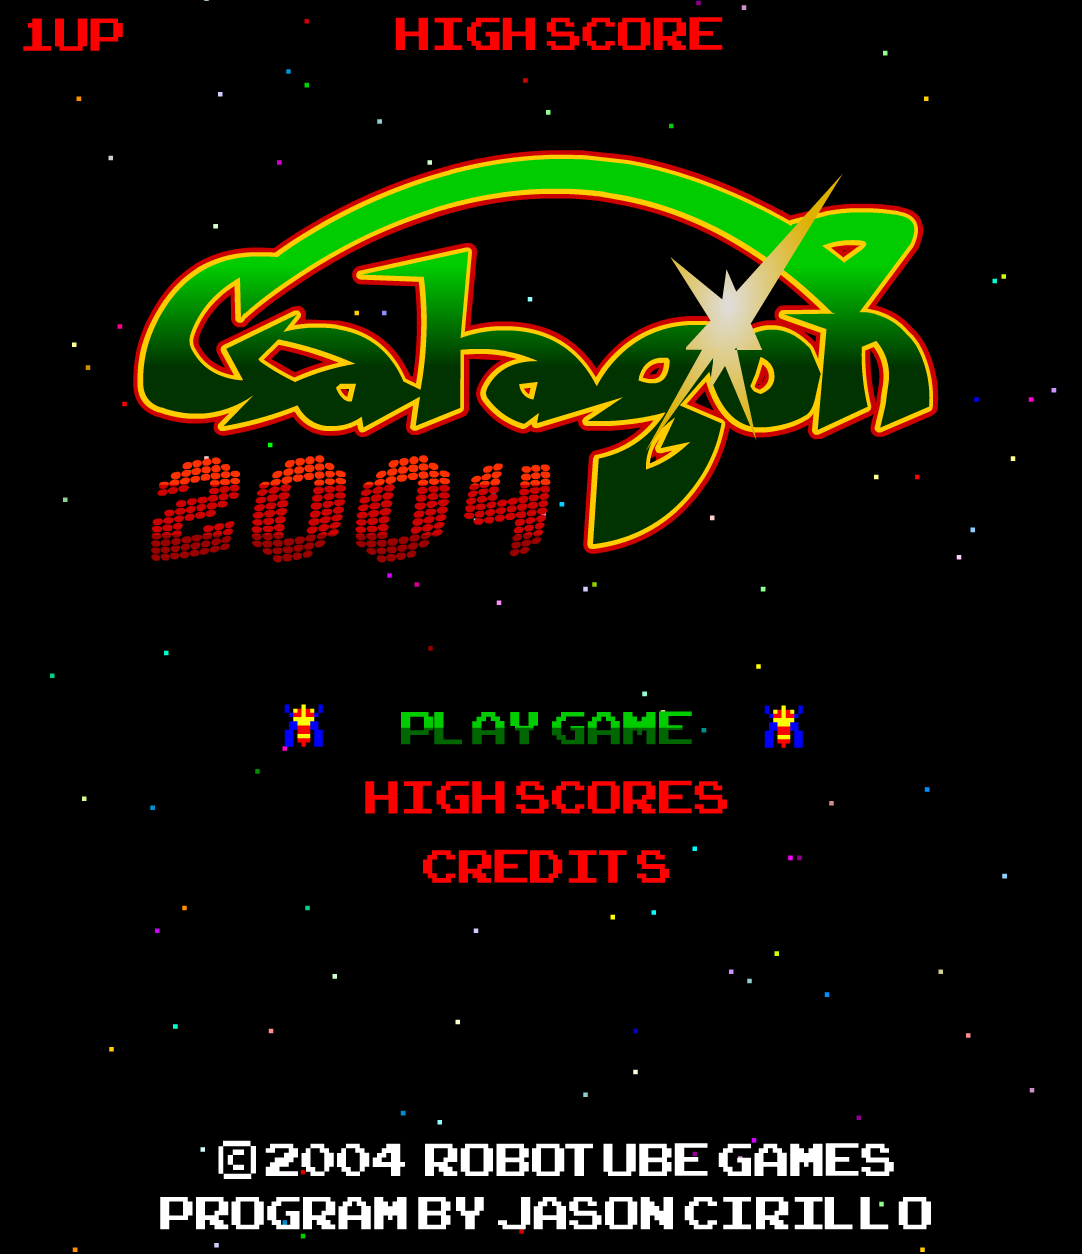 1UP HIGH SCORE
Galagon
2004
PLAY GAME
HIGH SCORES
CREDITS
©2004 ROBOTUBE GAMES
PROGRAM BY JASON CIRILLO